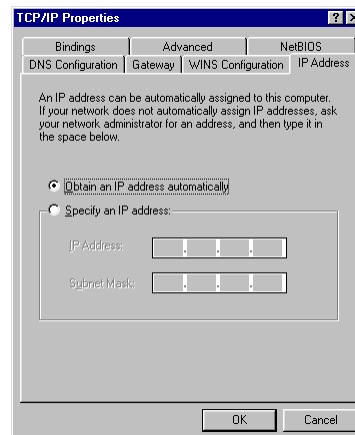 TCP/IP Properties
Bindings Advanced NetBIOS
DNS Configuration Gateway WINS Configuration IP Address
An IP address can be automatically assigned to this computer.
If your network does not automatically assign IP addresses, ask
your network administrator for an address, and then type it in
the space below.
Obtain an IP address automatically
Specify an IP address:
IP Address:
Subnet Mask:
OK Cancel